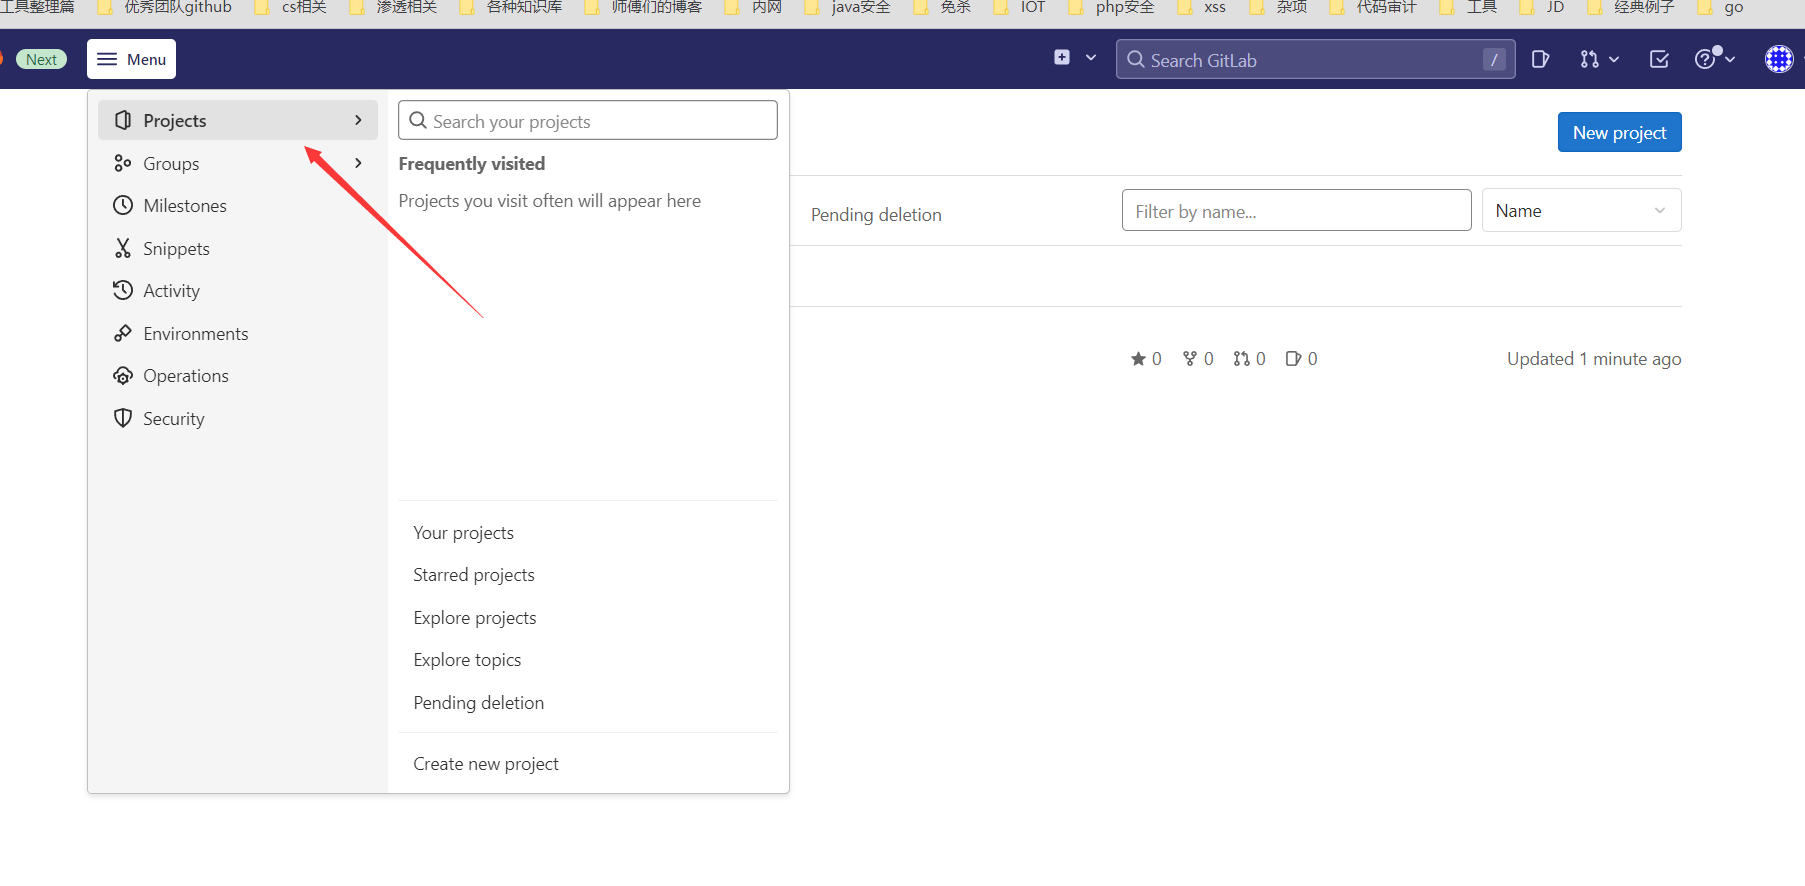 工具整理篇 优秀团队github cs相关 渗透相关 各种知识库 师傅们的博客 内网 java安全 免杀 IOT php安全 xss 杂项 代码审计 工具 JD 经典例子 go
Next Menu Search GitLab /
Projects
Groups
Milestones
Snippets
Activity
Environments
Operations
Security
Search your projects
Frequently visited
Projects you visit often will appear here
Your projects
Starred projects
Explore projects
Explore topics
Pending deletion
Create new project
New project
Pending deletion Filter by name... Name
0 0 0 0 Updated 1 minute ago